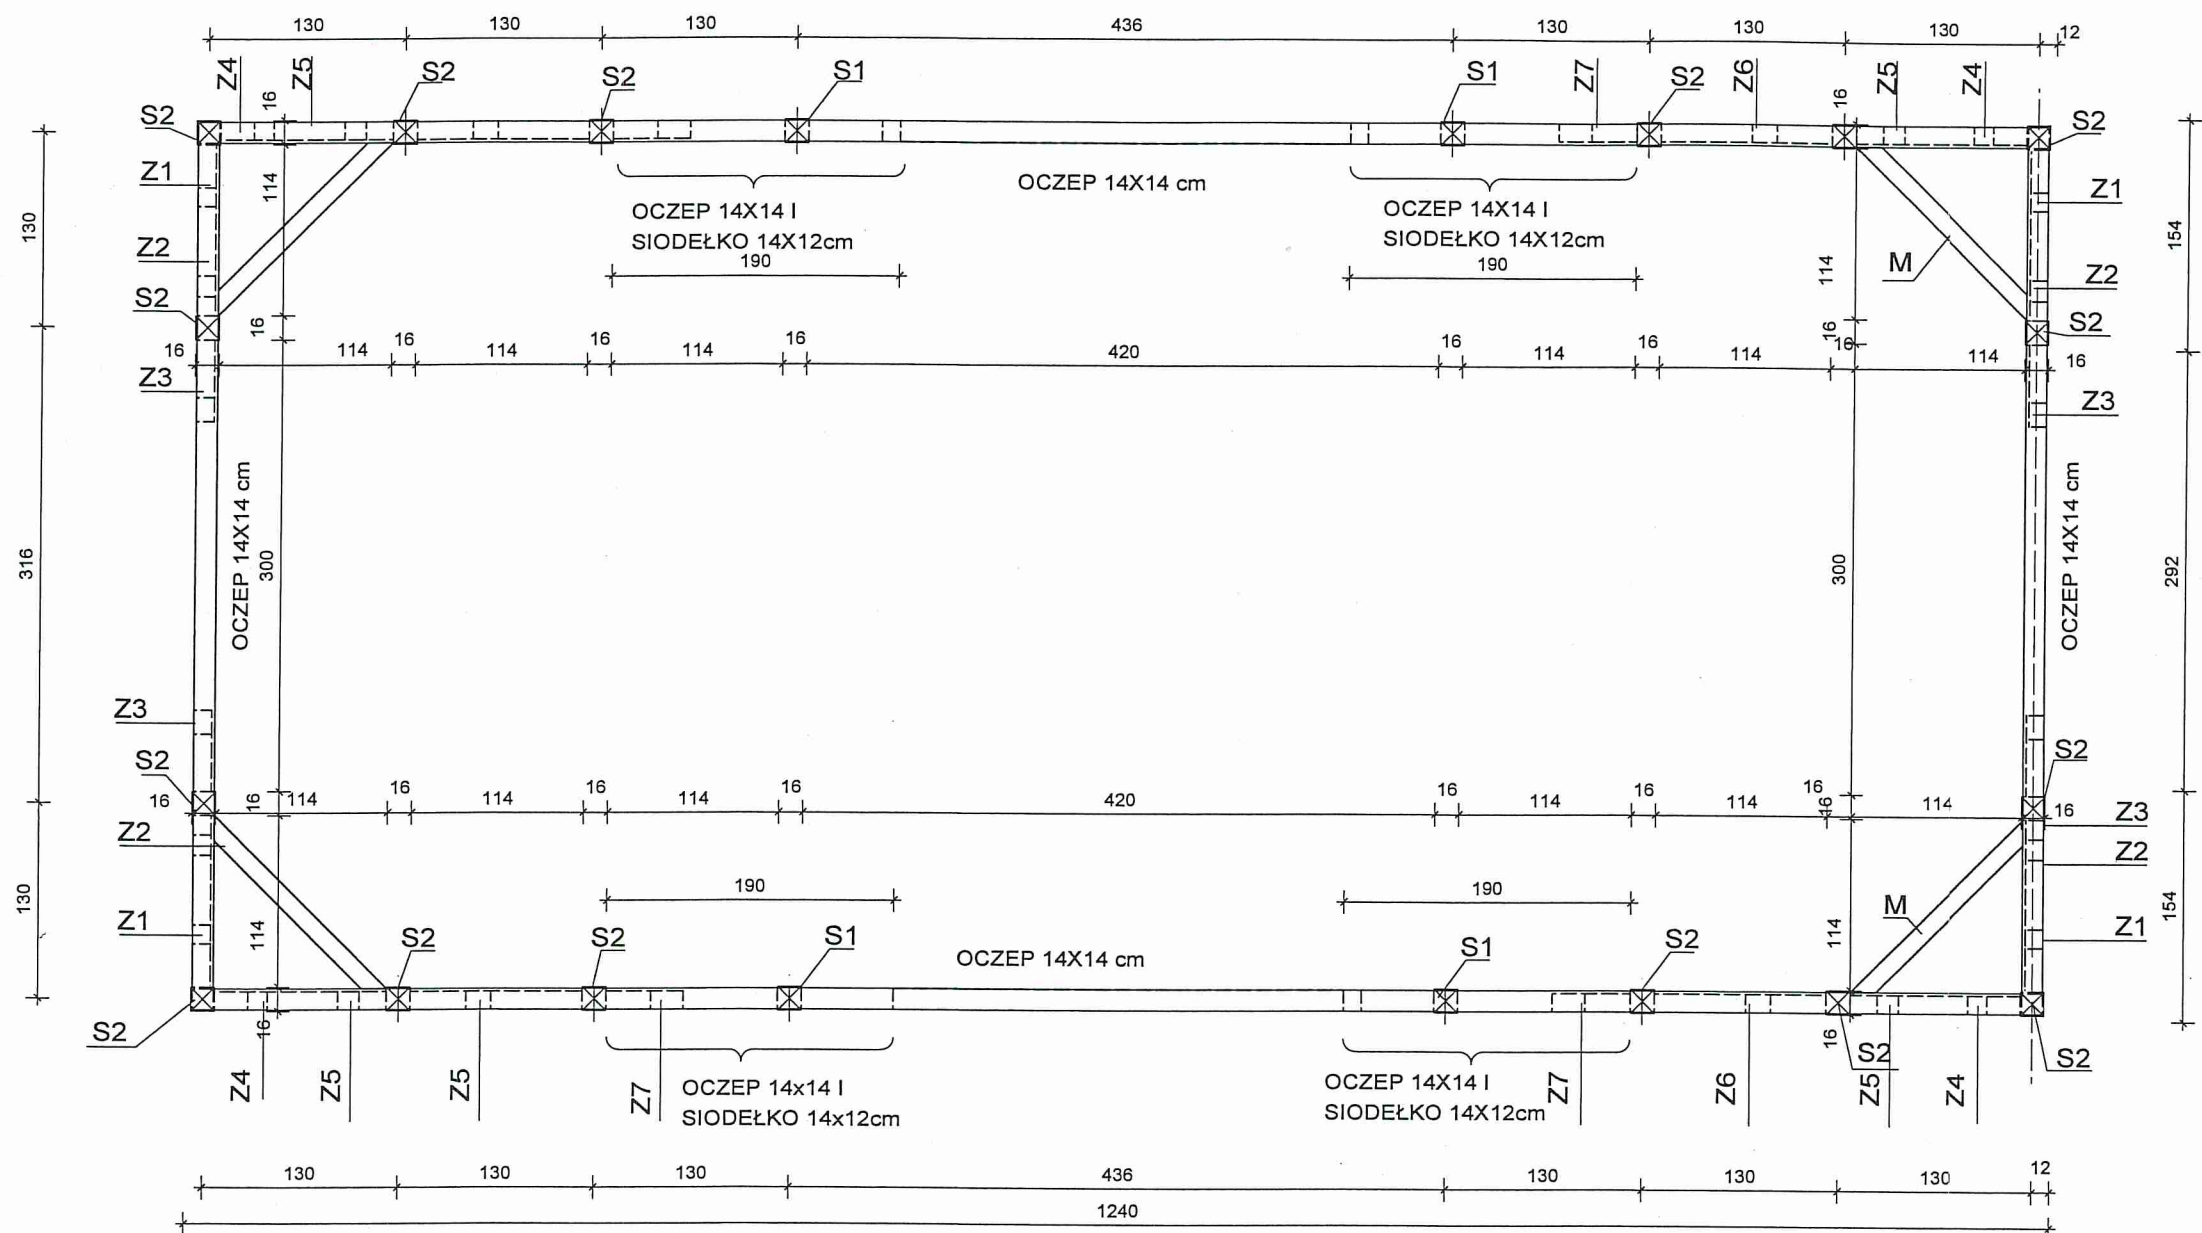 130 130 130 436 130 130 130 12
Z4 Z5 S2 S2 S1 S1 Z7 S2 Z6 Z5 Z4
16 16
S2 S2
Z1 114 Z1
130 OCZEP 14X14 cm 154
OCZEP 14X14 I OCZEP 14X14 I
SIODEŁKO 14X12cm SIODEŁKO 14X12cm
Z2 190 190 114 M Z2
S2 16 16 S2
16 114 16 114 16 114 16 420 16 114 16 114 16 114 16
Z3 Z3
OCZEP 14X14 cm OCZEP 14X14 cm
316 300 300 292
Z3
S2 S2
16 16 114 16 114 16 114 16 420 16 114 16 114 16 16 114 16 Z3
Z2 Z2
130 190 190 M 154
Z1 114 S2 S2 S1 S1 S2 114 Z1
OCZEP 14X14 cm
S2 16 16 S2 S2
Z4 Z5 Z5 Z7 Z7 Z6 Z5 Z4
OCZEP 14x14 I OCZEP 14X14 I
SIODEŁKO 14x12cm SIODEŁKO 14X12cm
130 130 130 436 130 130 130 12
1240